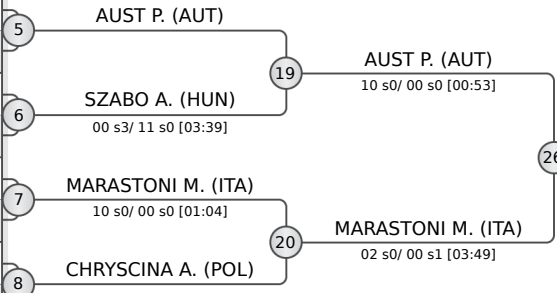 AUST P. (AUT)
5
19
AUST P. (AUT)
10 s0/ 00 s0 [00:53]
SZABO A. (HUN)
6
00 s3/ 11 s0 [03:39]
26
MARASTONI M. (ITA)
7
10 s0/ 00 s0 [01:04]
20
MARASTONI M. (ITA)
02 s0/ 00 s1 [03:49]
CHRYSCINA A. (POL)
8